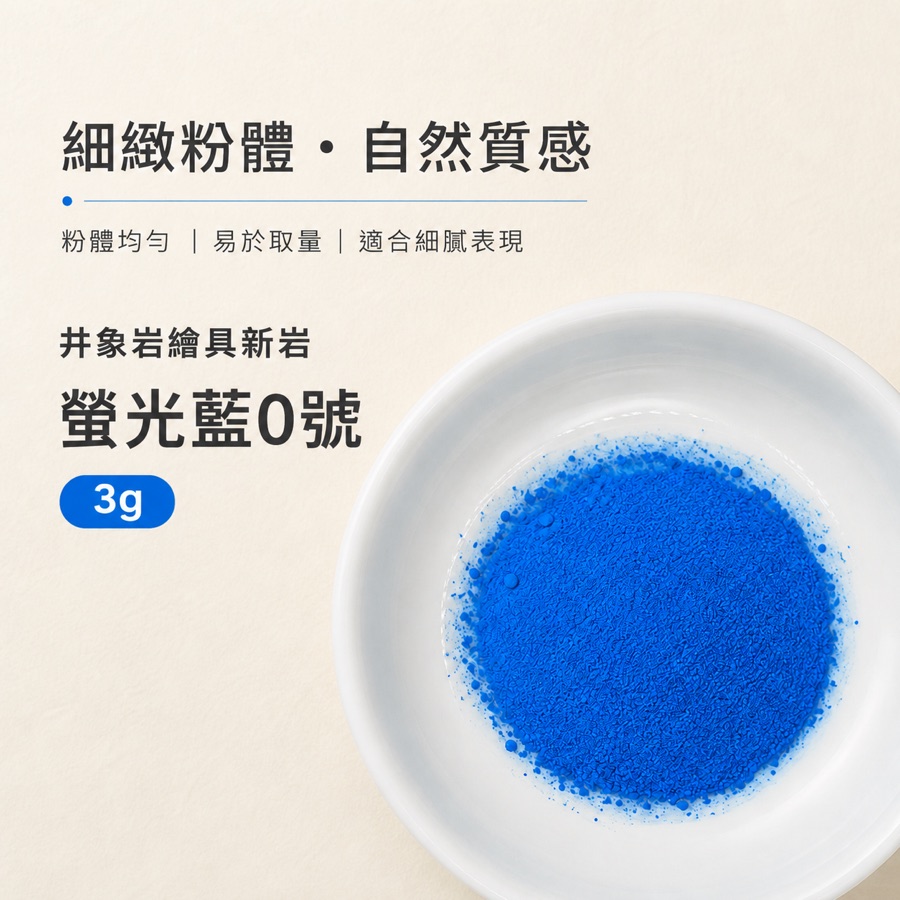 細緻粉體・自然質感
粉體均勻 | 易於取量 | 適合細膩表現
井象岩繪具新岩
螢光藍0號
3g